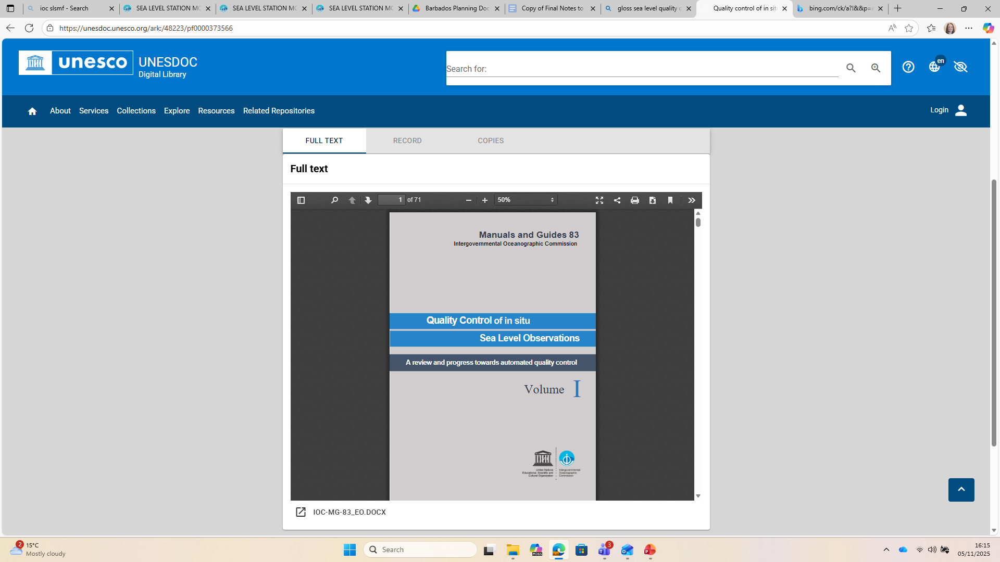 ioc slsmf - Search
SEA LEVEL STATION MO
SEA LEVEL STATION MO
SEA LEVEL STATION MO
Barbados Planning Doc
Copy of Final Notes to
gloss sea level quality c
Quality control of in sit
bing.com/ck/a?!&&p=
https://unesdoc.unesco.org/ark:/48223/pf0000373566
unesco
UNESDOC
Digital Library
Search for:
en
About
Services
Collections
Explore
Resources
Related Repositories
Login
FULL TEXT
RECORD
COPIES
Full text
1 of 71
50%
Manuals and Guides 83
Intergovernmental Oceanographic Commission
Quality Control of in situ
Sea Level Observations
A review and progress towards automated quality control
Volume I
United Nations
Educational, Scientific and
Cultural Organization
Intergovernmental
Oceanographic
Commission
IOC-MG-83_EO.DOCX
2
15°C
Mostly cloudy
Search
M365
3
16:15
05/11/2025